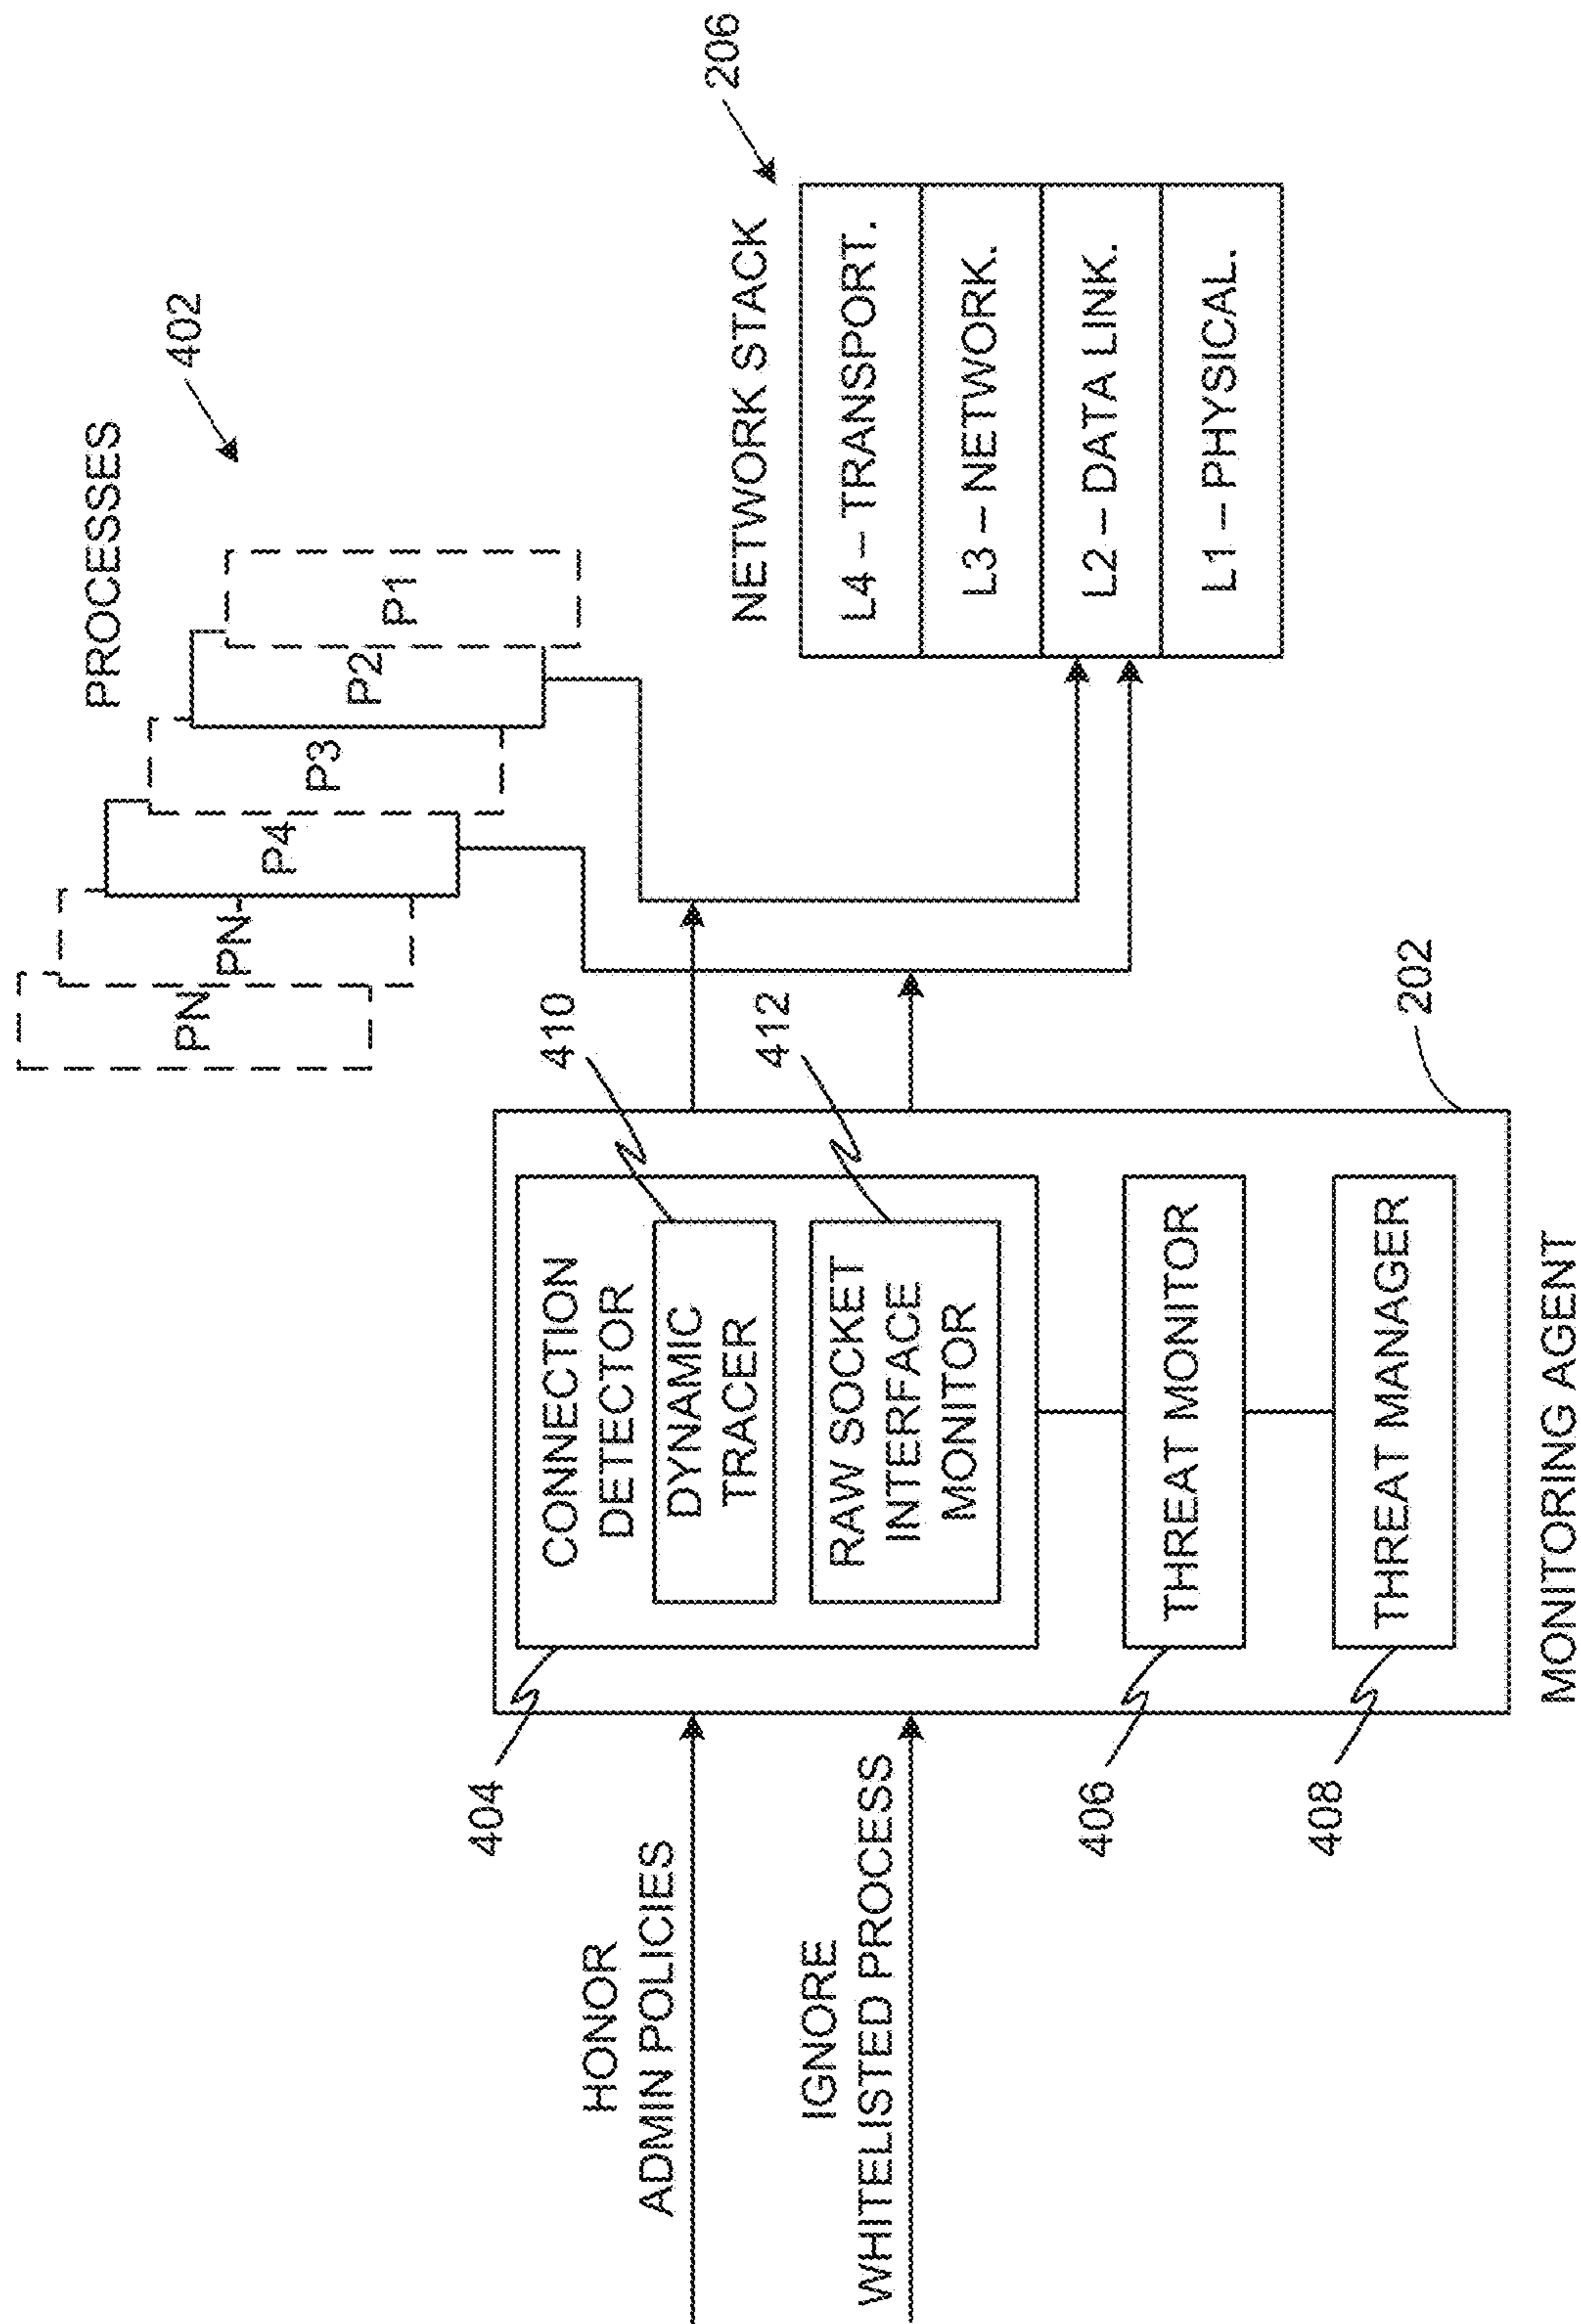 PROCESSES
402
PN
PN-
P4
P3
P2
P1
206
NETWORK STACK
L4 – TRANSPORT.
L3 – NETWORK.
L2 – DATA LINK.
L1 – PHYSICAL.
HONOR
ADMIN POLICIES
IGNORE
WHITELISTED PROCESS
404
406
408
410
412
CONNECTION
DETECTOR
DYNAMIC
TRACER
RAW SOCKET
INTERFACE
MONITOR
THREAT MONITOR
THREAT MANAGER
202
MONITORING AGENT